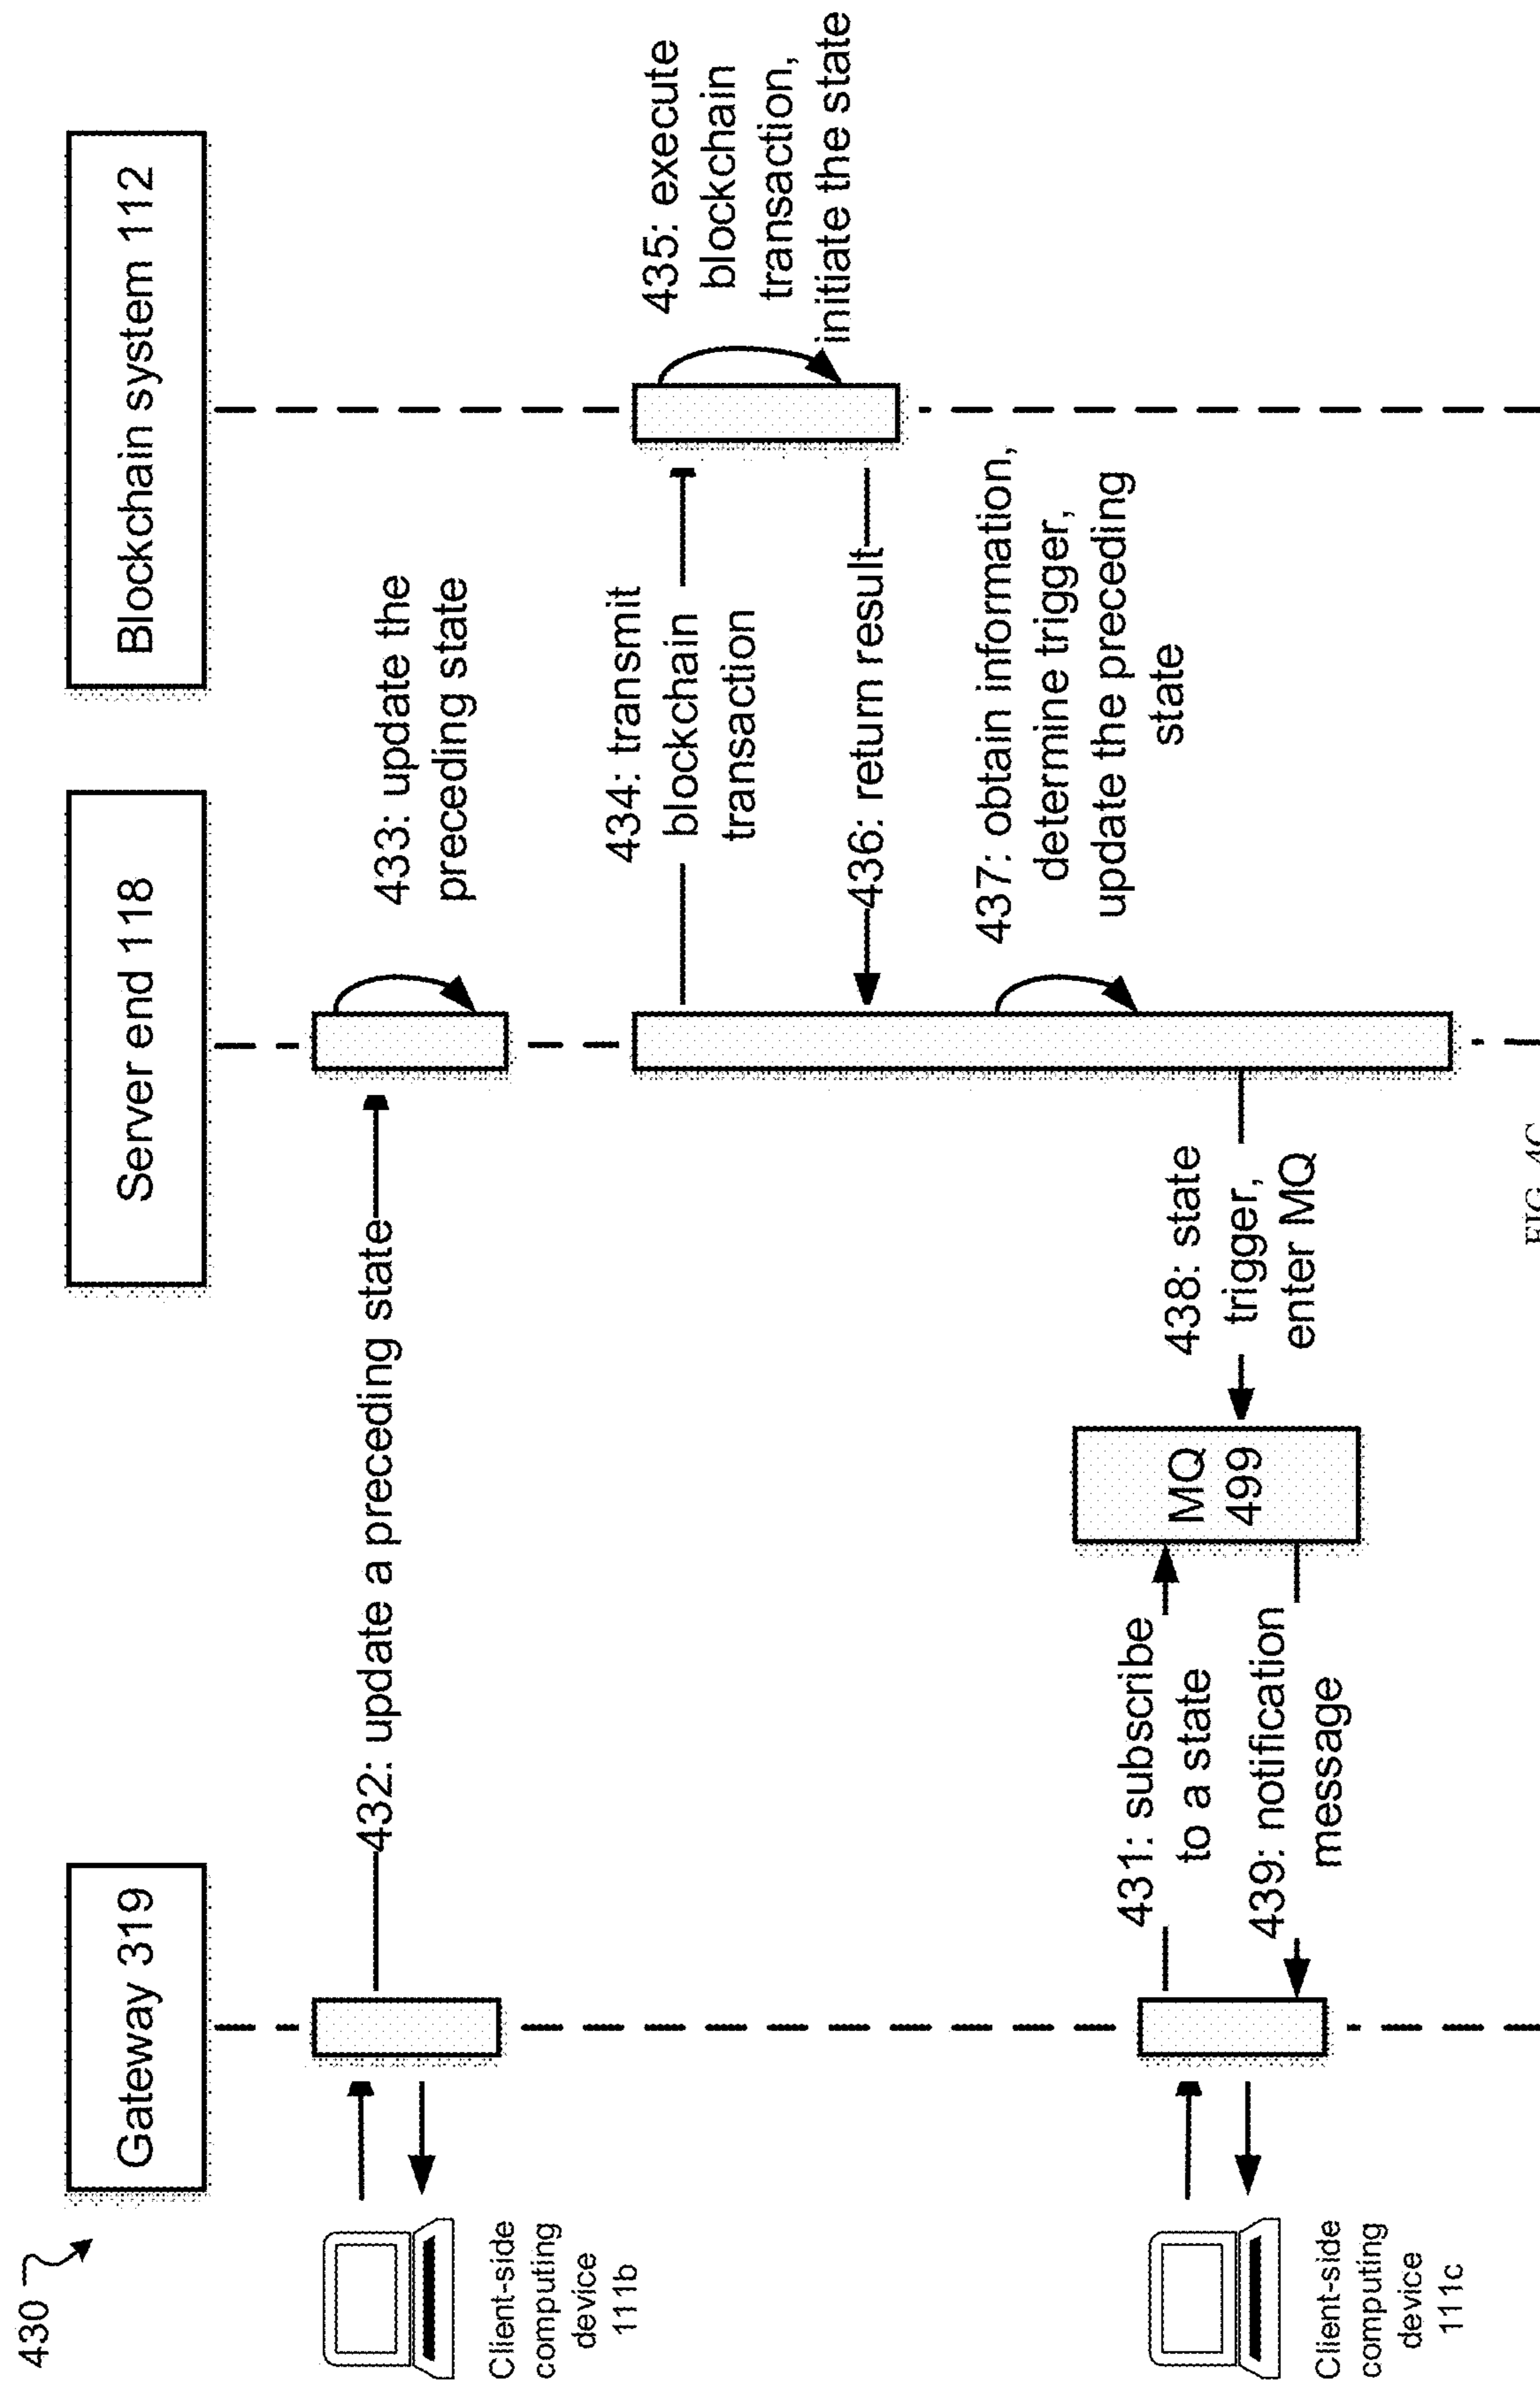 430
Gateway 319
Server end 118
Blockchain system 112
Client-side
computing
device
111b
432: update a preceding state
433: update the
preceding state
434: transmit
blockchain
transaction
435: execute
blockchain
transaction,
initiate the state
436: return result
437: obtain information,
determine trigger,
update the preceding
state
Client-side
computing
device
111c
431: subscribe
to a state
439: notification
message
MQ
499
438: state
trigger,
enter MQ
FIG. 4C